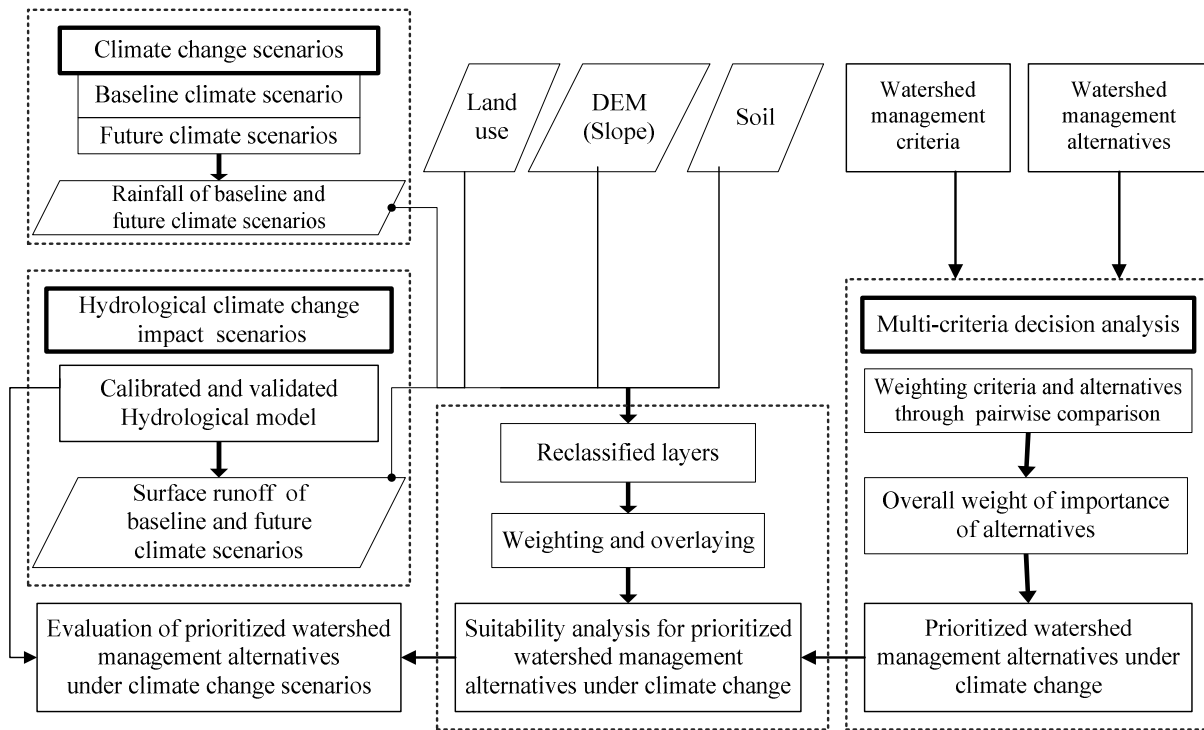 Climate change scenarios
Baseline climate scenario
Future climate scenarios
Rainfall of baseline and
future climate scenarios
Land
use
DEM
(Slope)
Soil
Watershed
management
criteria
Watershed
management
alternatives
Hydrological climate change
impact scenarios
Calibrated and validated
Hydrological model
Surface runoff of
baseline and future
climate scenarios
Evaluation of prioritized watershed
management alternatives
under climate change scenarios
Reclassified layers
Weighting and overlaying
Suitability analysis for prioritized
watershed management
alternatives under climate change
Multi-criteria decision analysis
Weighting criteria and alternatives
through pairwise comparison
Overall weight of importance
of alternatives
Prioritized watershed
management alternatives under
climate change